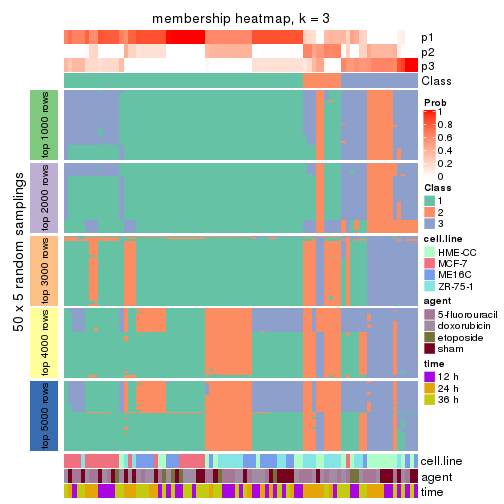 membership heatmap, k = 3
p1
p2
p3
Class
50 x 5 random samplings
top 1000 rows
top 2000 rows
top 3000 rows
top 4000 rows
top 5000 rows
cell.line
agent
time
Prob
1
0.8
0.6
0.4
0.2
0
Class
1
2
3
cell.line
HME-CC
MCF-7
ME16C
ZR-75-1
agent
5-fluorouracil
doxorubicin
etoposide
sham
time
12 h
24 h
36 h